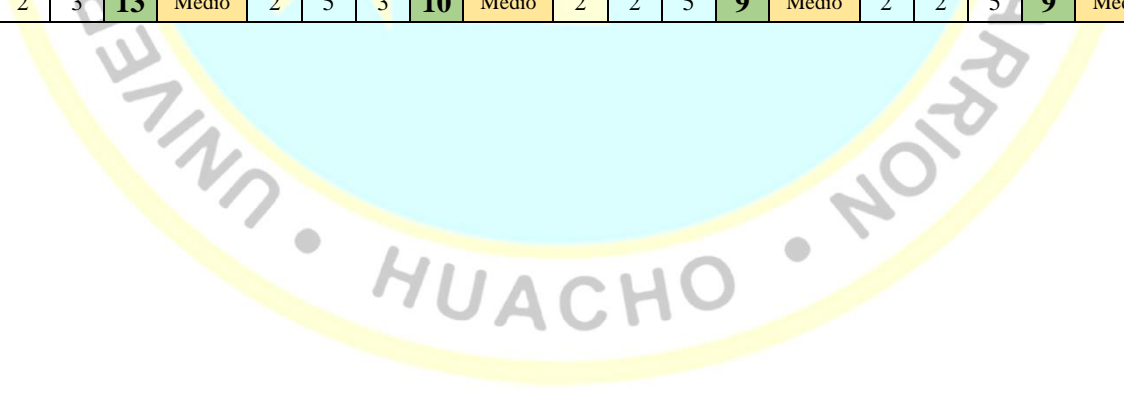 2 3 13 Medio 2 5 3 10 Medio 2 2 5 9 Medio 2 2 5 9
UNIVER • HUACHO • RRION